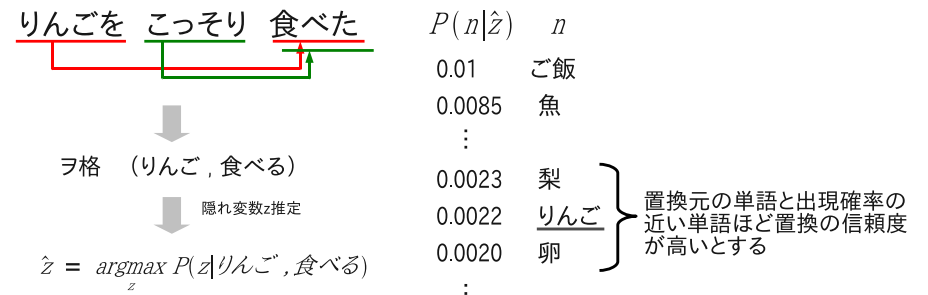 りんごを こっそり 食べた
ヲ格 (りんご , 食べる)
隠れ変数z推定
ẑ = argmax P(z|りんご , 食べる)
z
P(n|ẑ) n
0.01 ご飯
0.0085 魚
⋮
0.0023 梨
0.0022 りんご
0.0020 卵
⋮
置換元の単語と出現確率の
近い単語ほど置換の信頼度
が高いとする